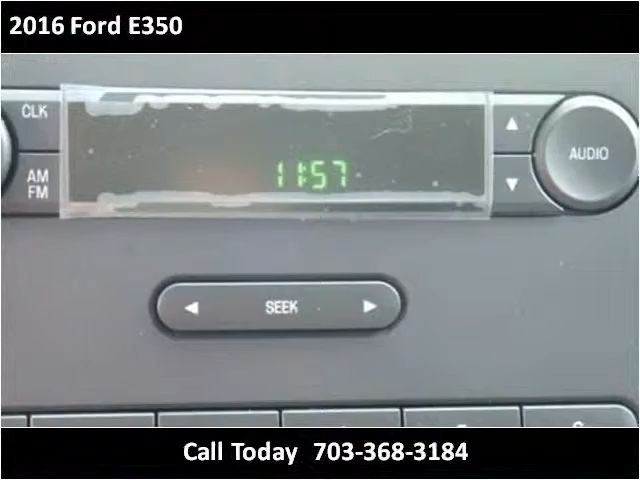 2016 Ford E350
CLK
AM
FM
11:57
AUDIO
SEEK
Call Today 703-368-3184